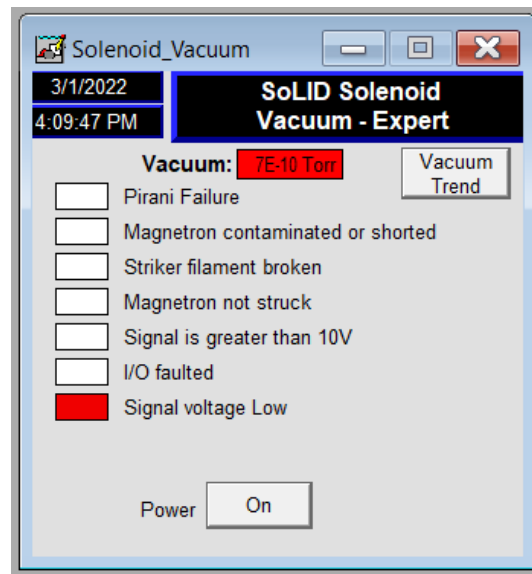 Solenoid_Vacuum
3/1/2022
4:09:47 PM
SoLID Solenoid
Vacuum - Expert
Vacuum: 7E-10 Torr
Vacuum
Trend
Pirani Failure
Magnetron contaminated or shorted
Striker filament broken
Magnetron not struck
Signal is greater than 10V
I/O faulted
Signal voltage Low
Power On